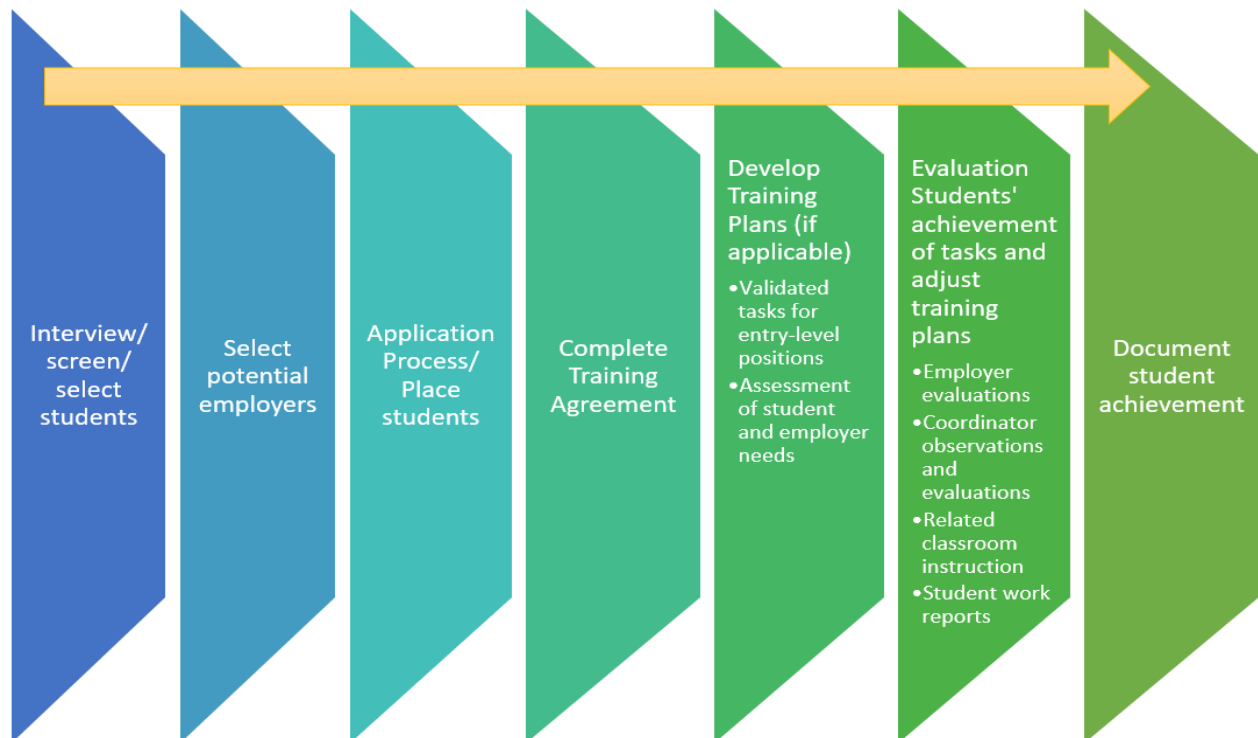 Interview/
screen/
select
students
Select
potential
employers
Application
Process/
Place
students
Complete
Training
Agreement
Develop
Training
Plans (if
applicable)
•Validated
tasks for
entry-level
positions
•Assessment
of student
and employer
needs
Evaluation
Students'
achievement
of tasks and
adjust
training
plans
•Employer
evaluations
•Coordinator
observations
and
evaluations
•Related
classroom
instruction
•Student work
reports
Document
student
achievement